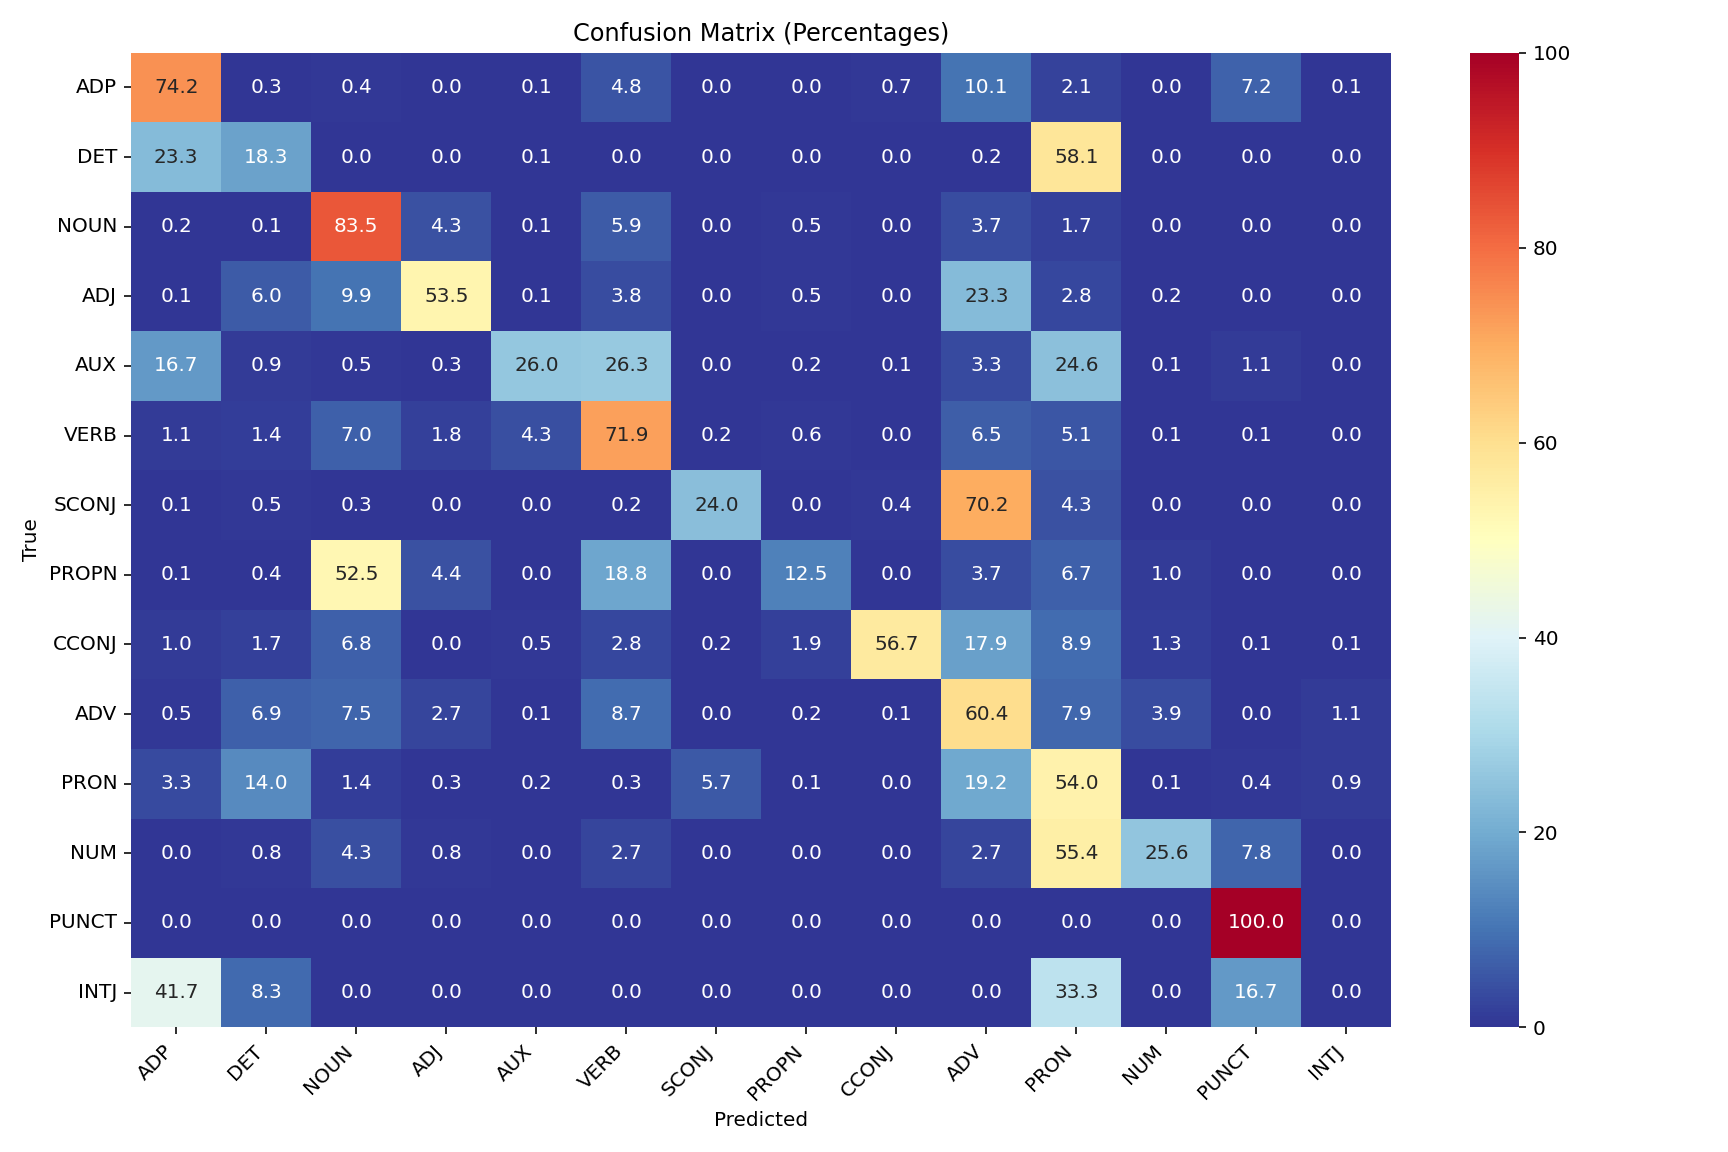 Confusion Matrix (Percentages)
ADP 74.2 0.3 0.4 0.0 0.1 4.8 0.0 0.0 0.7 10.1 2.1 0.0 7.2 0.1
DET 23.3 18.3 0.0 0.0 0.1 0.0 0.0 0.0 0.0 0.2 58.1 0.0 0.0 0.0
NOUN 0.2 0.1 83.5 4.3 0.1 5.9 0.0 0.5 0.0 3.7 1.7 0.0 0.0 0.0
ADJ 0.1 6.0 9.9 53.5 0.1 3.8 0.0 0.5 0.0 23.3 2.8 0.2 0.0 0.0
AUX 16.7 0.9 0.5 0.3 26.0 26.3 0.0 0.2 0.1 3.3 24.6 0.1 1.1 0.0
VERB 1.1 1.4 7.0 1.8 4.3 71.9 0.2 0.6 0.0 6.5 5.1 0.1 0.1 0.0
SCONJ 0.1 0.5 0.3 0.0 0.0 0.2 24.0 0.0 0.4 70.2 4.3 0.0 0.0 0.0
PROPN 0.1 0.4 52.5 4.4 0.0 18.8 0.0 12.5 0.0 3.7 6.7 1.0 0.0 0.0
CCONJ 1.0 1.7 6.8 0.0 0.5 2.8 0.2 1.9 56.7 17.9 8.9 1.3 0.1 0.1
ADV 0.5 6.9 7.5 2.7 0.1 8.7 0.0 0.2 0.1 60.4 7.9 3.9 0.0 1.1
PRON 3.3 14.0 1.4 0.3 0.2 0.3 5.7 0.1 0.0 19.2 54.0 0.1 0.4 0.9
NUM 0.0 0.8 4.3 0.8 0.0 2.7 0.0 0.0 0.0 2.7 55.4 25.6 7.8 0.0
PUNCT 0.0 0.0 0.0 0.0 0.0 0.0 0.0 0.0 0.0 0.0 0.0 0.0 100.0 0.0
INTJ 41.7 8.3 0.0 0.0 0.0 0.0 0.0 0.0 0.0 0.0 33.3 0.0 16.7 0.0
ADP DET NOUN ADJ AUX VERB SCONJ PROPN CCONJ ADV PRON NUM PUNCT INTJ
Predicted
True
100
80
60
40
20
0